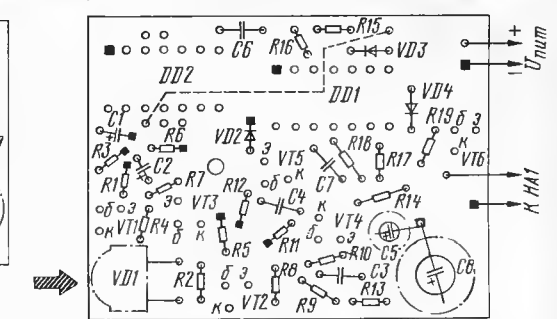 R15
+
C6
R16
VD3
Uпит
−
DD2
DD1
VD4
C1
R19
б
э
R6
VD2
R18
R3
C2
э
VT5
к
VT6
R17
R1
R7
R12
б
к
C7
К НА1
э
C4
R14
б
э
VT3
VT1
R4
к
б
к
R11
VT4
C5
R5
б
э
R10
C8
VD1
R2
б
э
R8
C3
к
VT2
R9
R13